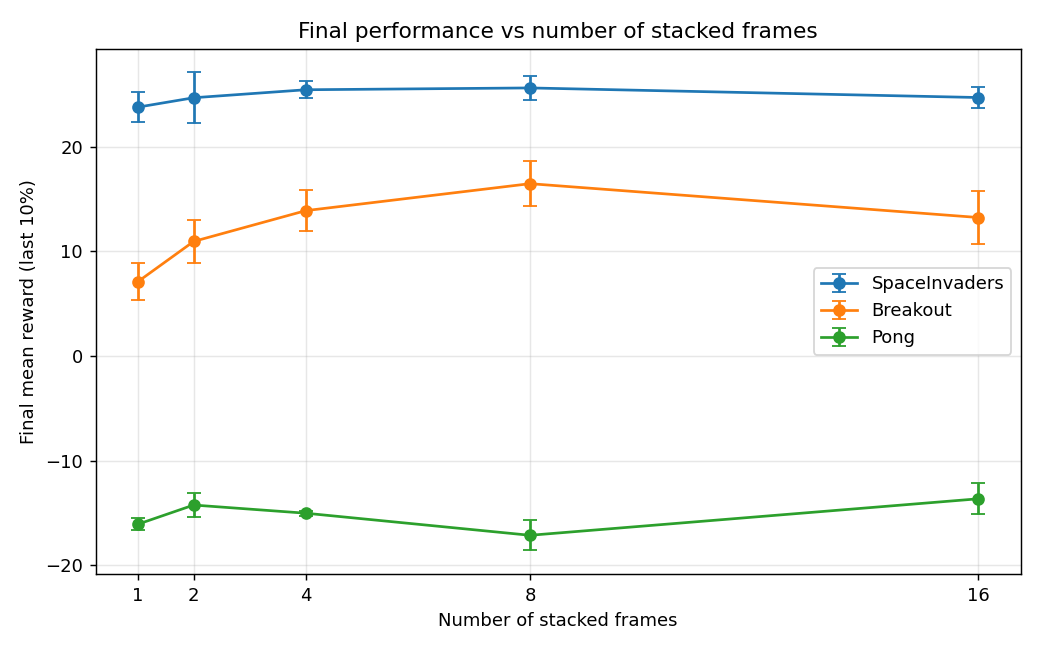 Final performance vs number of stacked frames
Final mean reward (last 10%)
20
10
0
−10
−20
SpaceInvaders
Breakout
Pong
1 2 4 8 16
Number of stacked frames